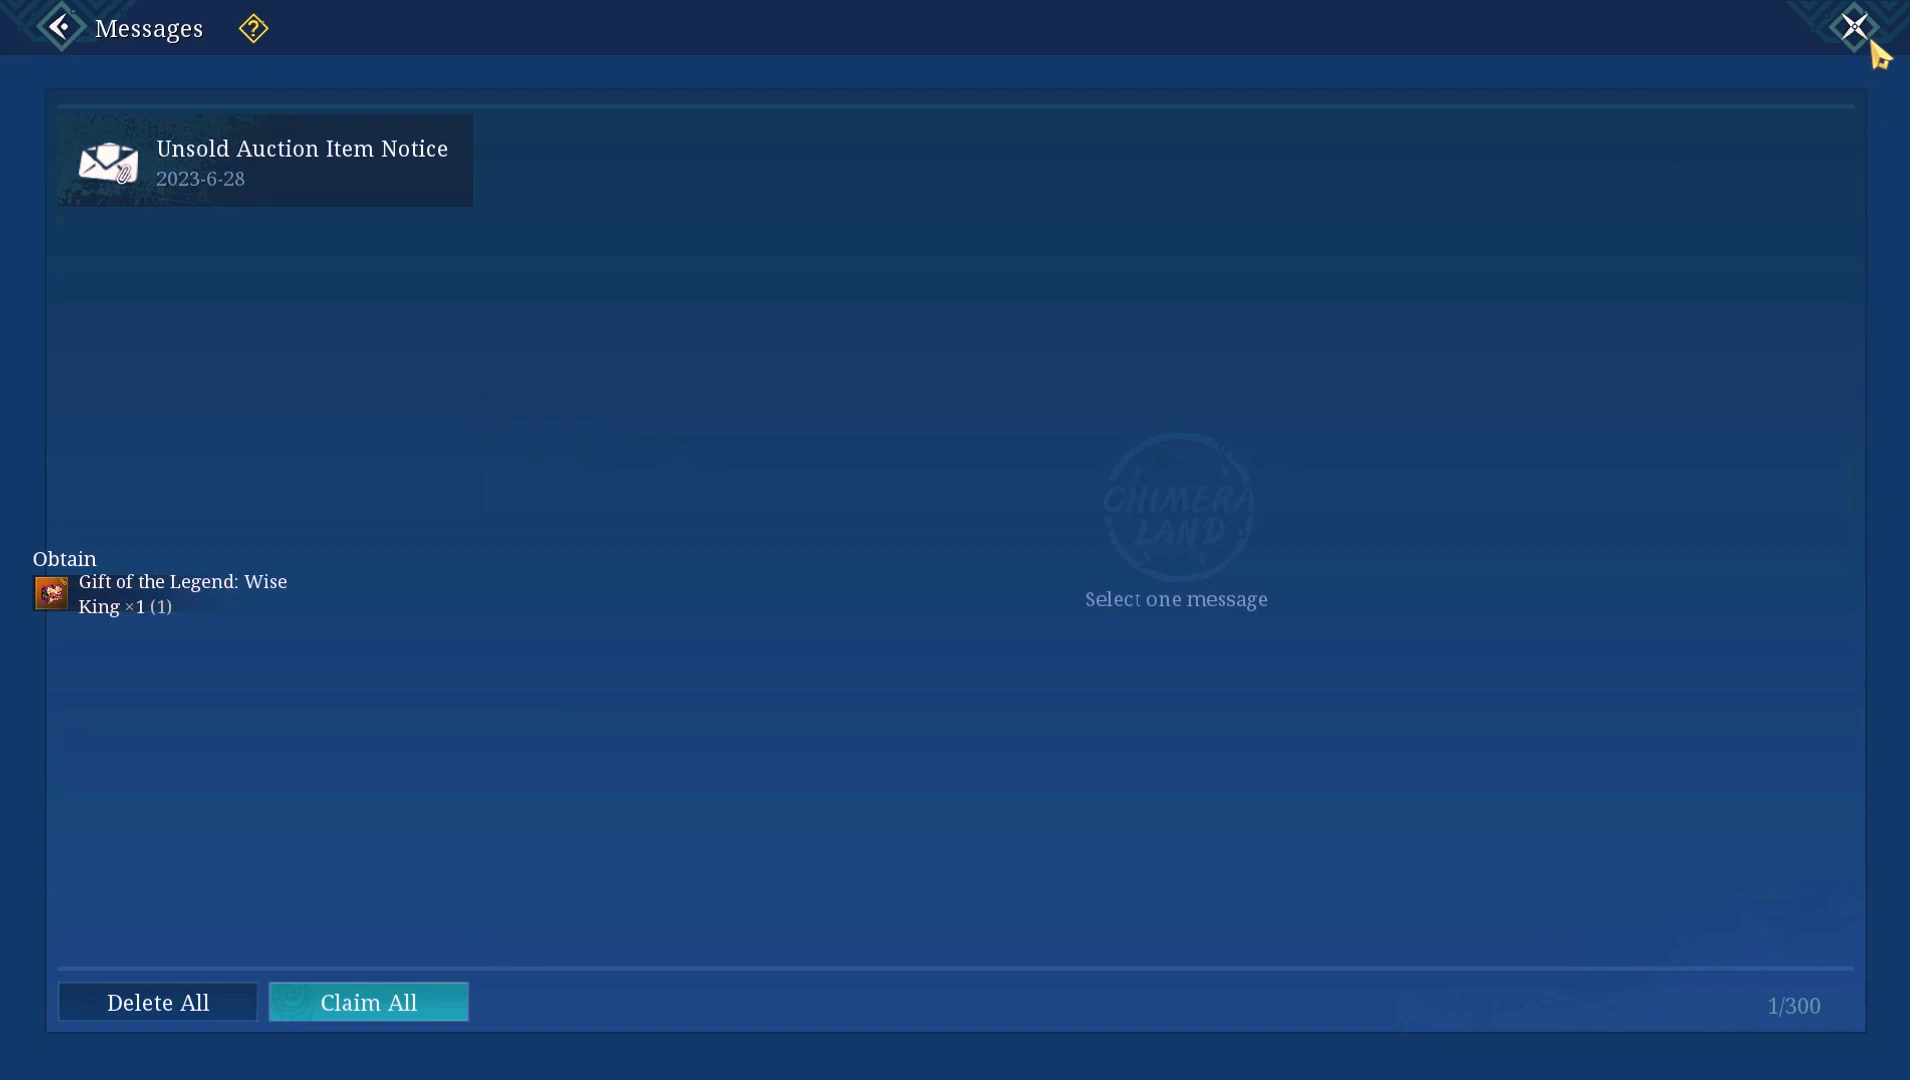 Messages
?
Unsold Auction Item Notice
2023-6-28
CHIMERA
LAND
Select one message
Obtain
Gift of the Legend: Wise
King ×1 (1)
Delete All
Claim All
1/300